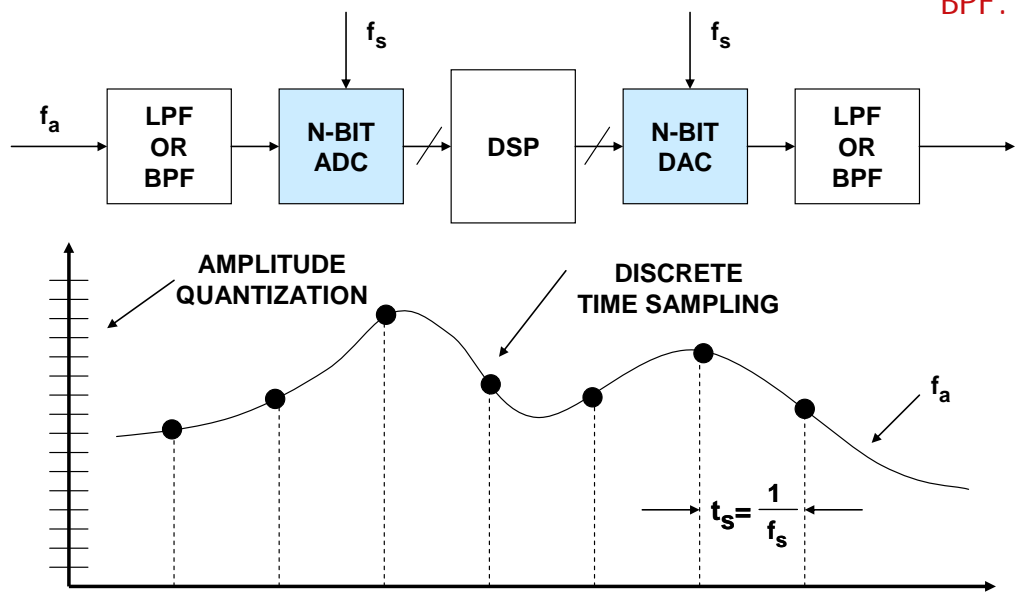 BPF.
fs
fs
fa
LPF
OR
BPF
N-BIT
ADC
DSP
N-BIT
DAC
LPF
OR
BPF
AMPLITUDE
QUANTIZATION
DISCRETE
TIME SAMPLING
fa
ts= 1
fs